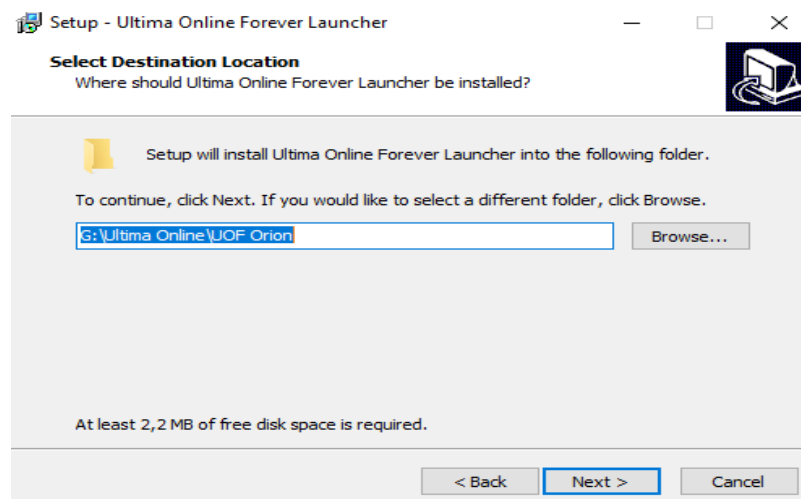 Setup - Ultima Online Forever Launcher
Select Destination Location
Where should Ultima Online Forever Launcher be installed?
Setup will install Ultima Online Forever Launcher into the following folder.
To continue, click Next. If you would like to select a different folder, click Browse.
G:\Ultima Online\UOF Orion
Browse...
At least 2,2 MB of free disk space is required.
< Back
Next >
Cancel